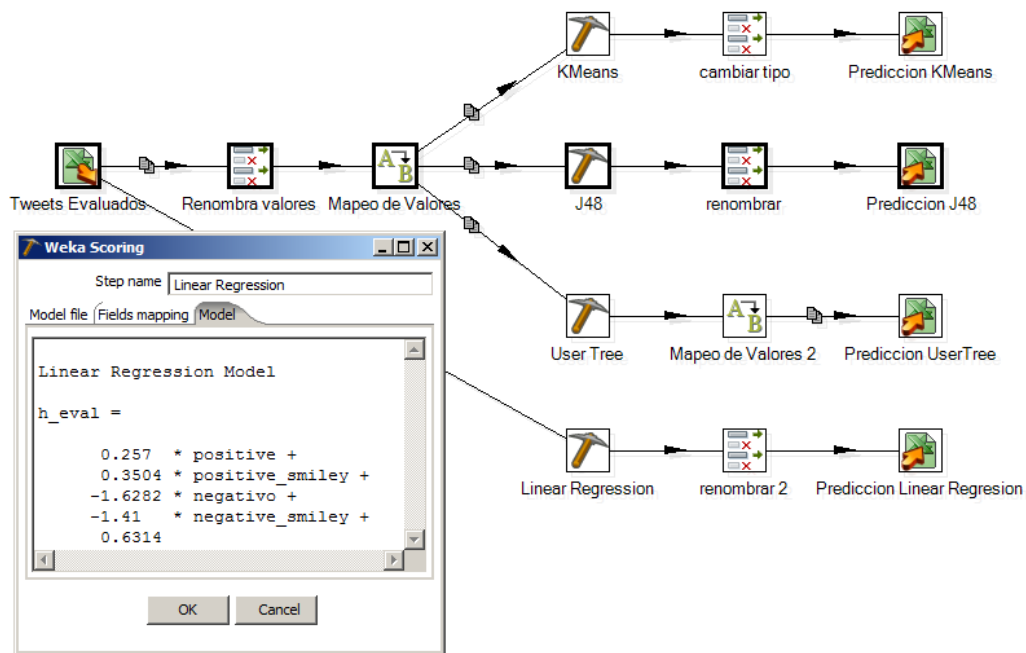 KMeans
cambiar tipo
Prediccion KMeans
Tweets Evaluados
Renombra valores
A B
Mapeo de Valores
J48
renombrar
Prediccion J48
User Tree
A B
Mapeo de Valores 2
Prediccion UserTree
Linear Regression
renombrar 2
Prediccion Linear Regresion
Weka Scoring
Step name Linear Regression
Model file Fields mapping Model
Linear Regression Model
h_eval =
0.257 * positive +
0.3504 * positive_smiley +
-1.6282 * negativo +
-1.41 * negative_smiley +
0.6314
OK Cancel